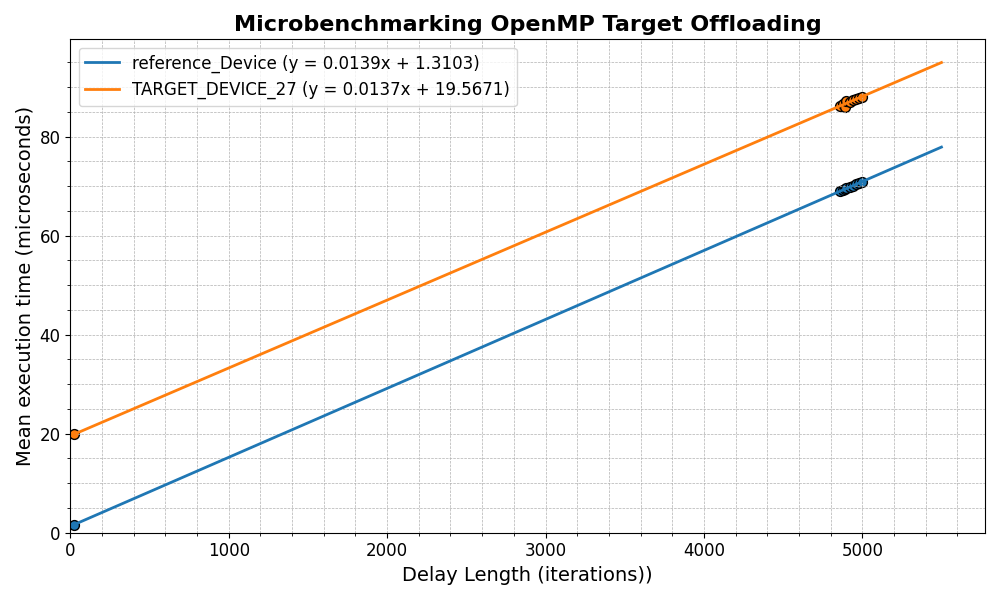 Microbenchmarking OpenMP Target Offloading
reference_Device (y = 0.0139x + 1.3103)
TARGET_DEVICE_27 (y = 0.0137x + 19.5671)
Mean execution time (microseconds)
80
60
40
20
0
0 1000 2000 3000 4000 5000
Delay Length (iterations))